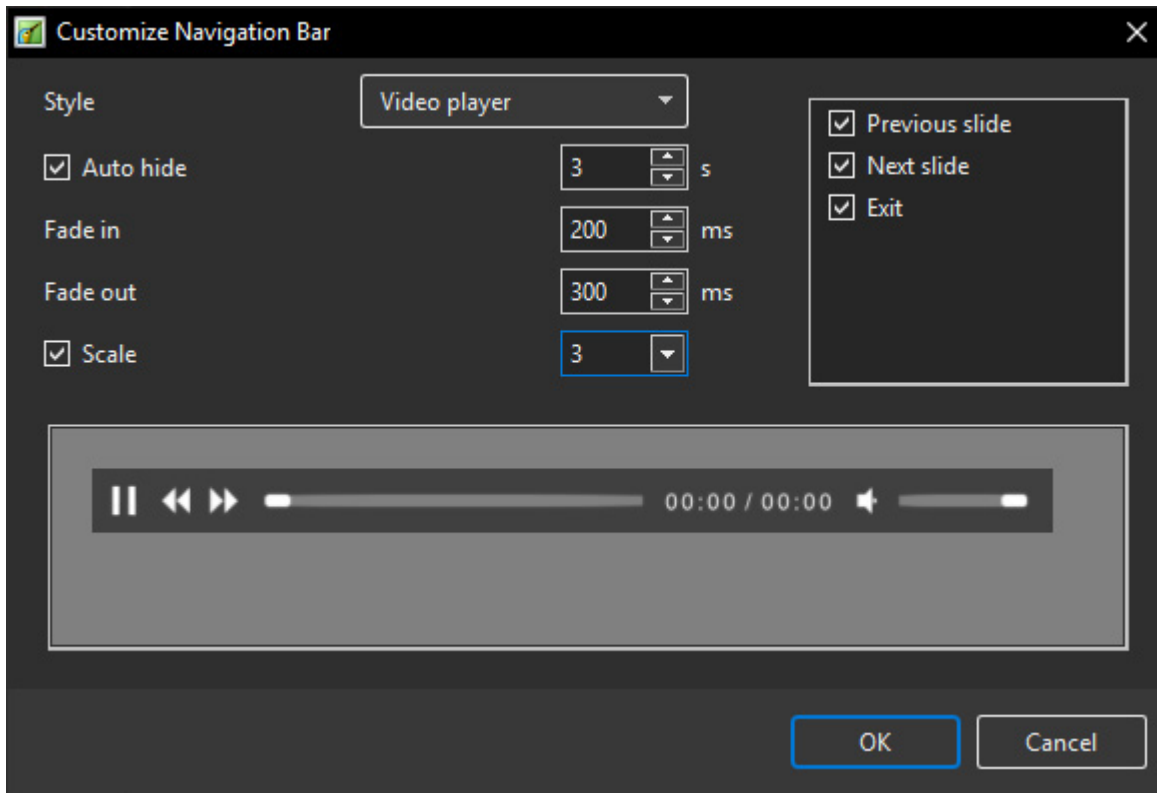 Customize Navigation Bar
Style Video player
Previous slide
Auto hide 3 s
Next slide
Exit
Fade in 200 ms
Fade out 300 ms
Scale 3
00:00 / 00:00
OK Cancel